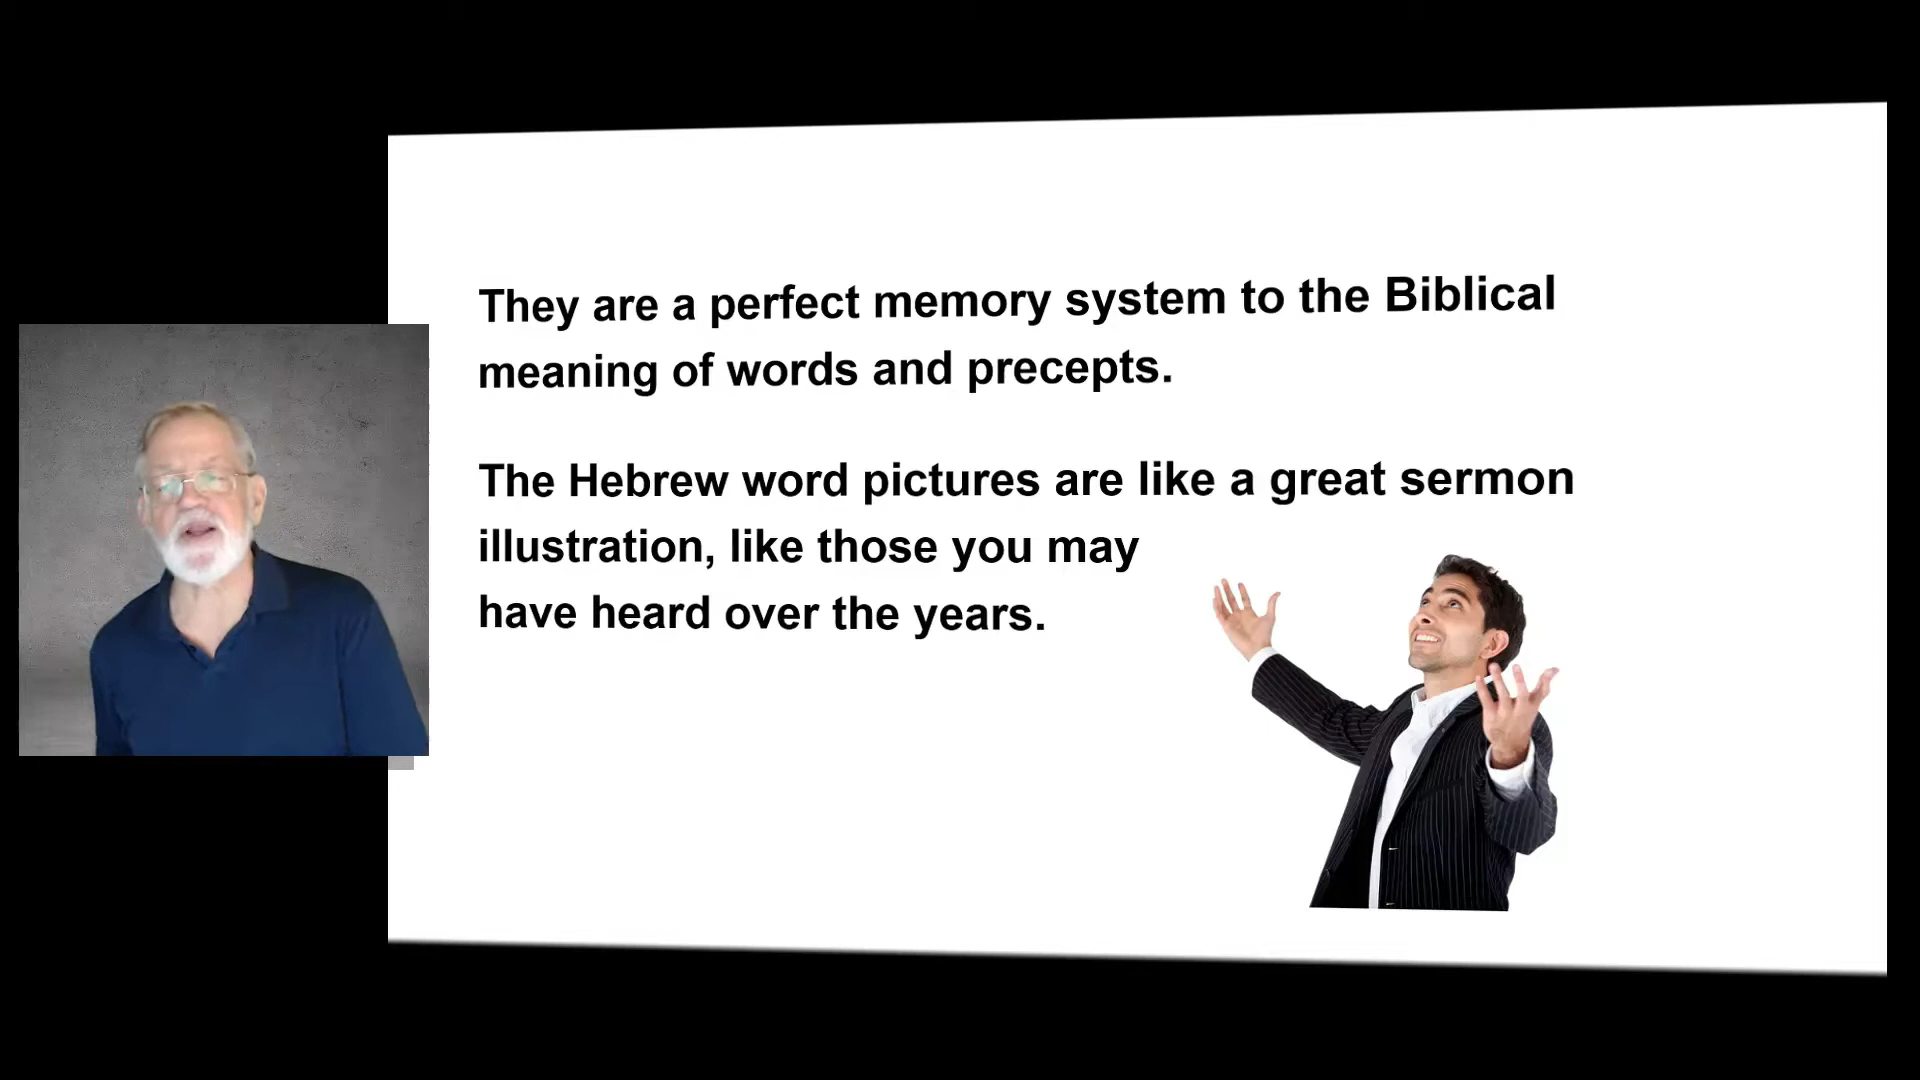 They are a perfect memory system to the Biblical
meaning of words and precepts.
The Hebrew word pictures are like a great sermon
illustration, like those you may
have heard over the years.